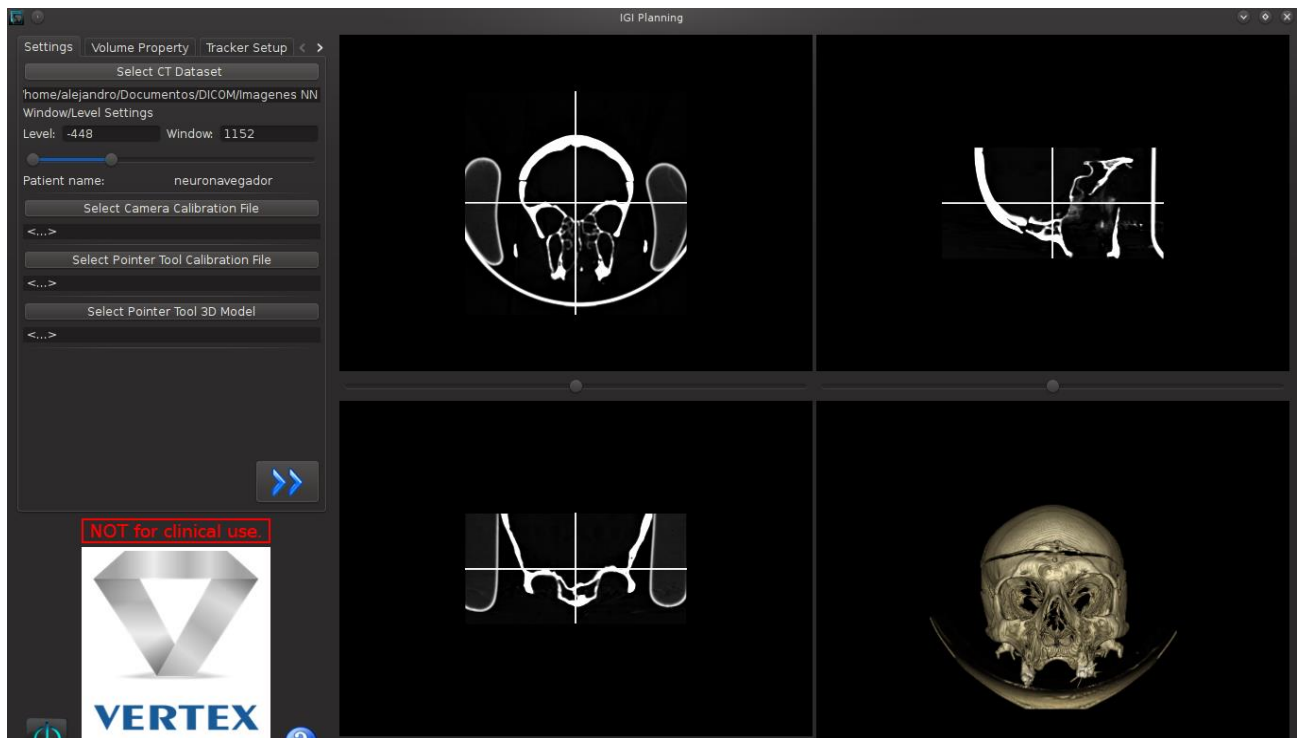 IGI Planning
Settings Volume Property Tracker Setup
Select CT Dataset
'home/alejandro/Documentos/DICOM/Imagenes NN
Window/Level Settings
Level: -448 Window: 1152
Patient name: neuronavegador
Select Camera Calibration File
<...>
Select Pointer Tool Calibration File
<...>
Select Pointer Tool 3D Model
<...>
NOT for clinical use.
VERTEX
?